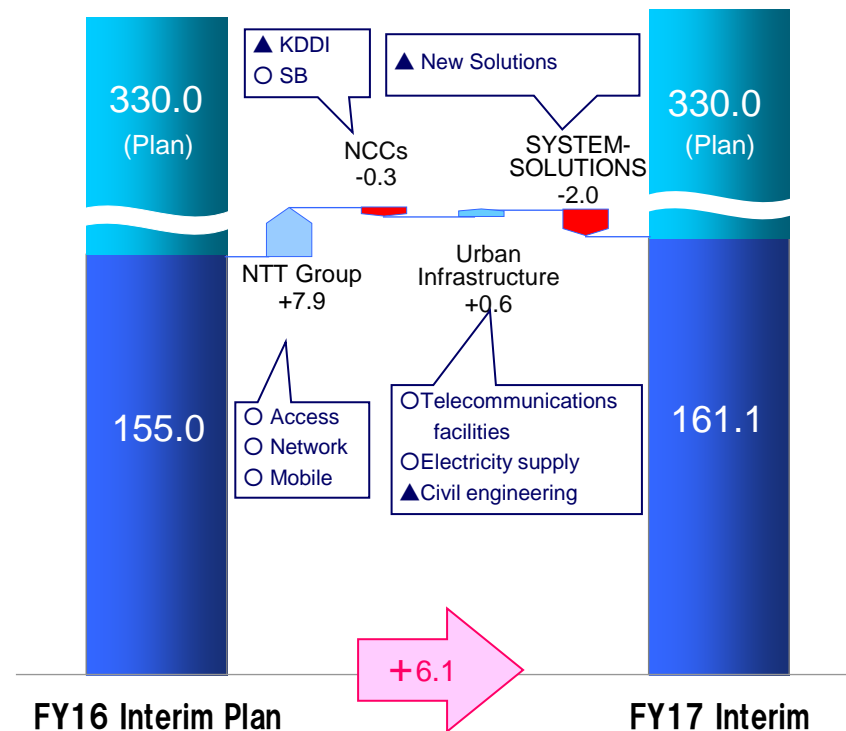 ▲ KDDI
○ SB
▲ New Solutions
330.0
(Plan)
330.0
(Plan)
NCCs
-0.3
SYSTEM-
SOLUTIONS
-2.0
NTT Group
+7.9
Urban
Infrastructure
+0.6
○ Access
○ Network
○ Mobile
○Telecommunications
facilities
○Electricity supply
▲Civil engineering
155.0
161.1
+6.1
FY16 Interim Plan
FY17 Interim